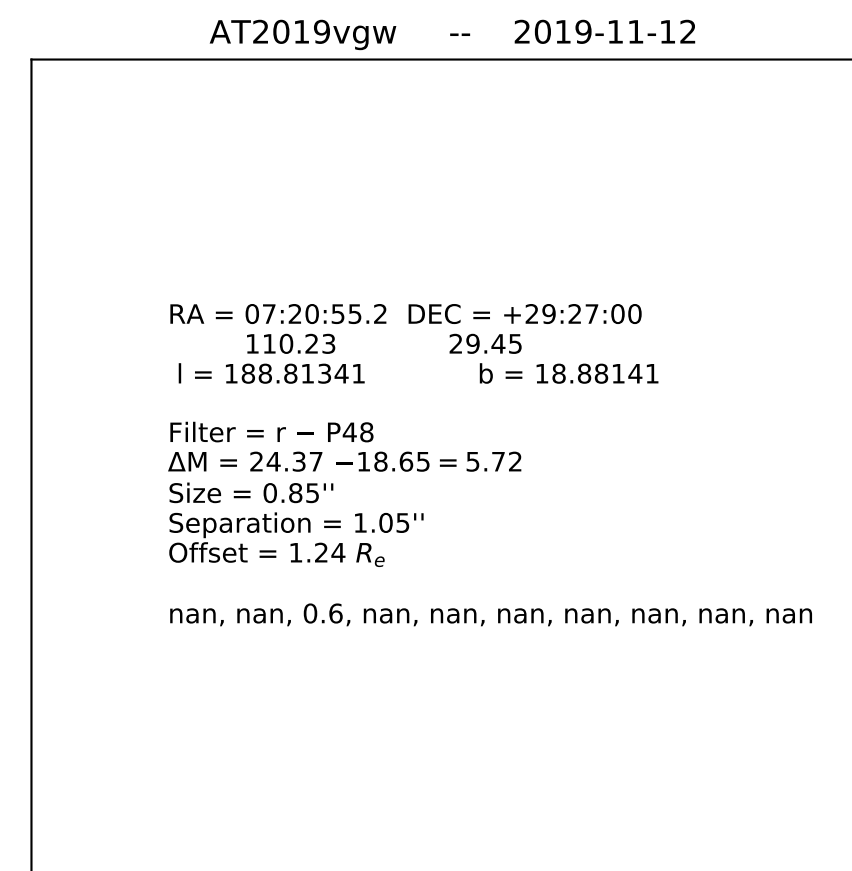 AT2019vgw -- 2019-11-12
RA = 07:20:55.2 DEC = +29:27:00
110.23 29.45
l = 188.81341 b = 18.88141
Filter = r − P48
ΔM = 24.37 −18.65 = 5.72
Size = 0.85''
Separation = 1.05''
Offset = 1.24 Rₑ
nan, nan, 0.6, nan, nan, nan, nan, nan, nan, nan